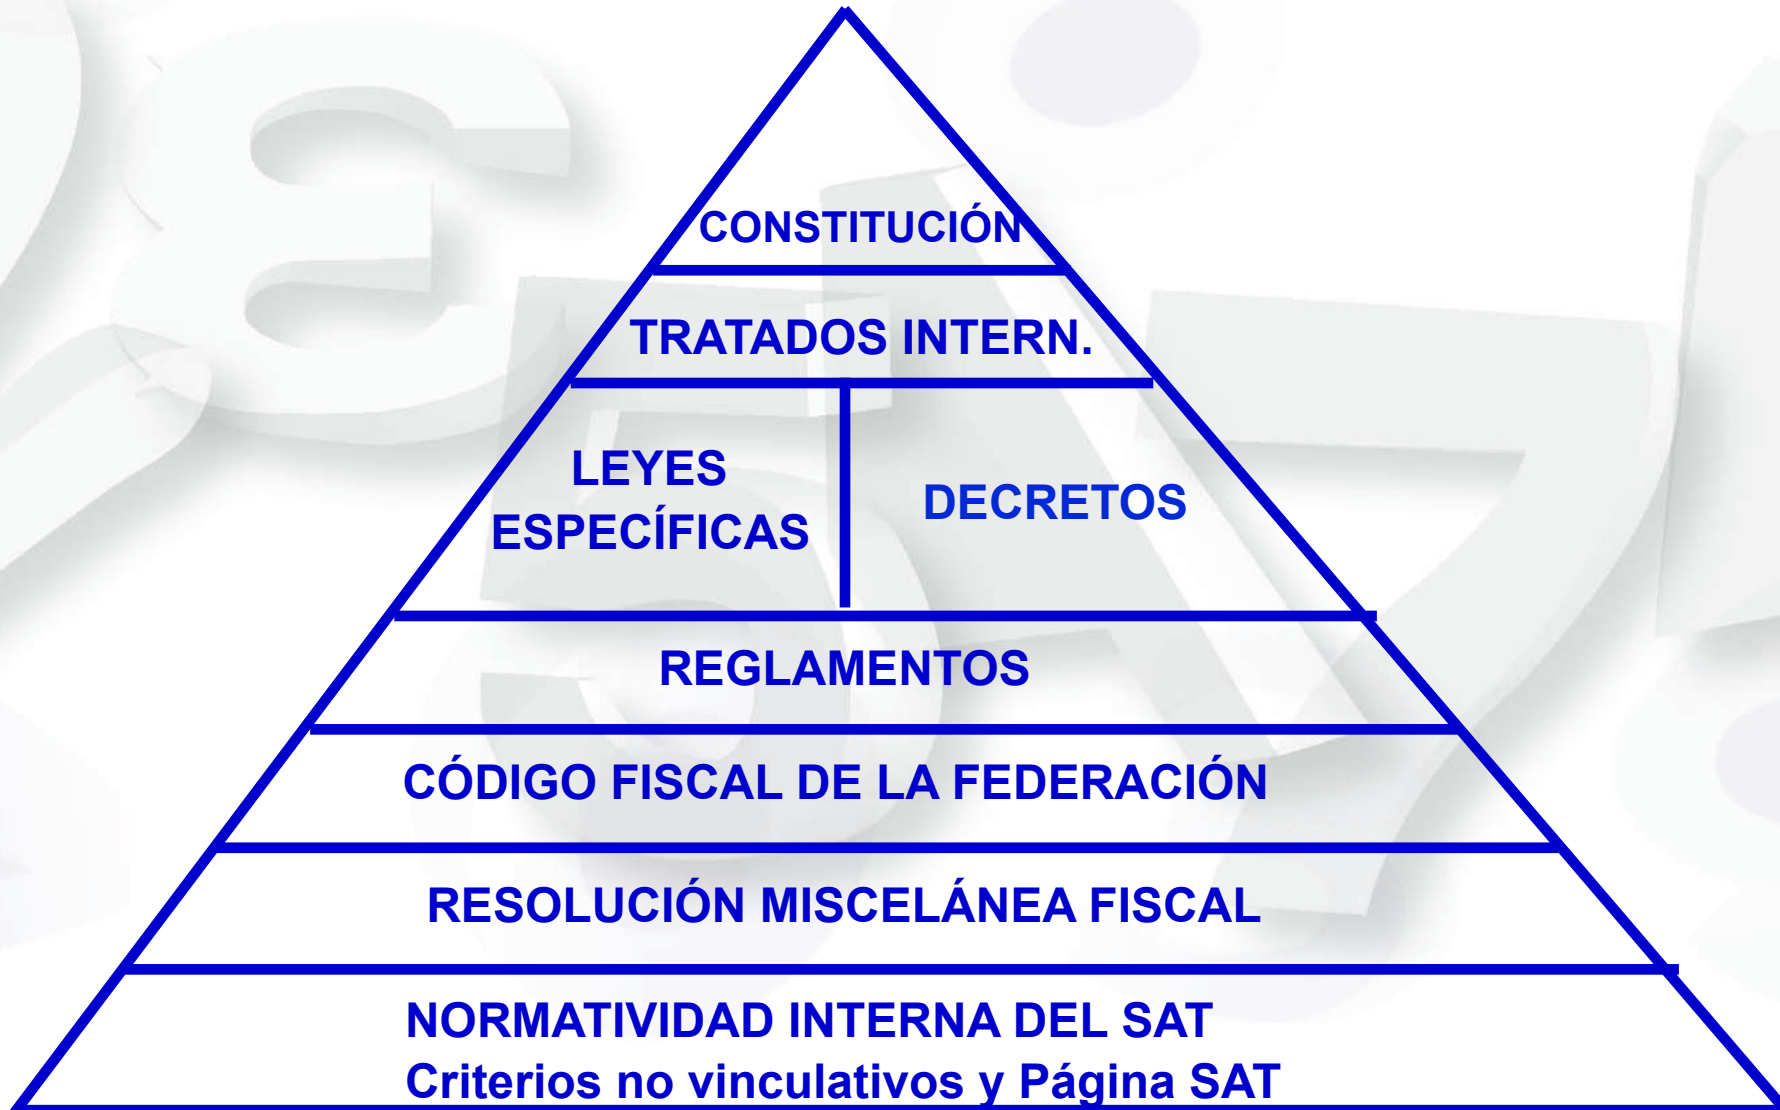 CONSTITUCIÓN
TRATADOS INTERN.
LEYES
ESPECÍFICAS
DECRETOS
REGLAMENTOS
CÓDIGO FISCAL DE LA FEDERACIÓN
RESOLUCIÓN MISCELÁNEA FISCAL
NORMATIVIDAD INTERNA DEL SAT
Criterios no vinculativos y Página SAT